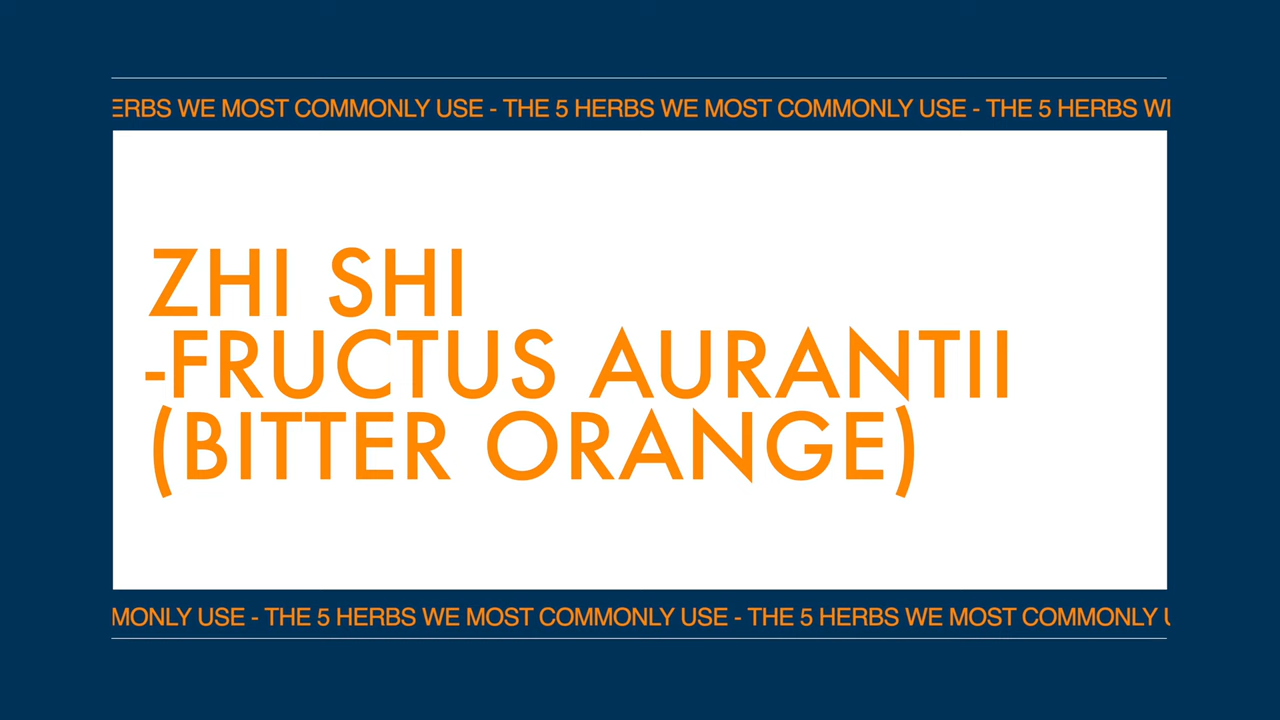 ERBS WE MOST COMMONLY USE - THE 5 HERBS WE MOST COMMONLY USE - THE 5 HERBS WE
ZHI SHI
-FRUCTUS AURANTII
(BITTER ORANGE)
MONLY USE - THE 5 HERBS WE MOST COMMONLY USE - THE 5 HERBS WE MOST COMMONLY U